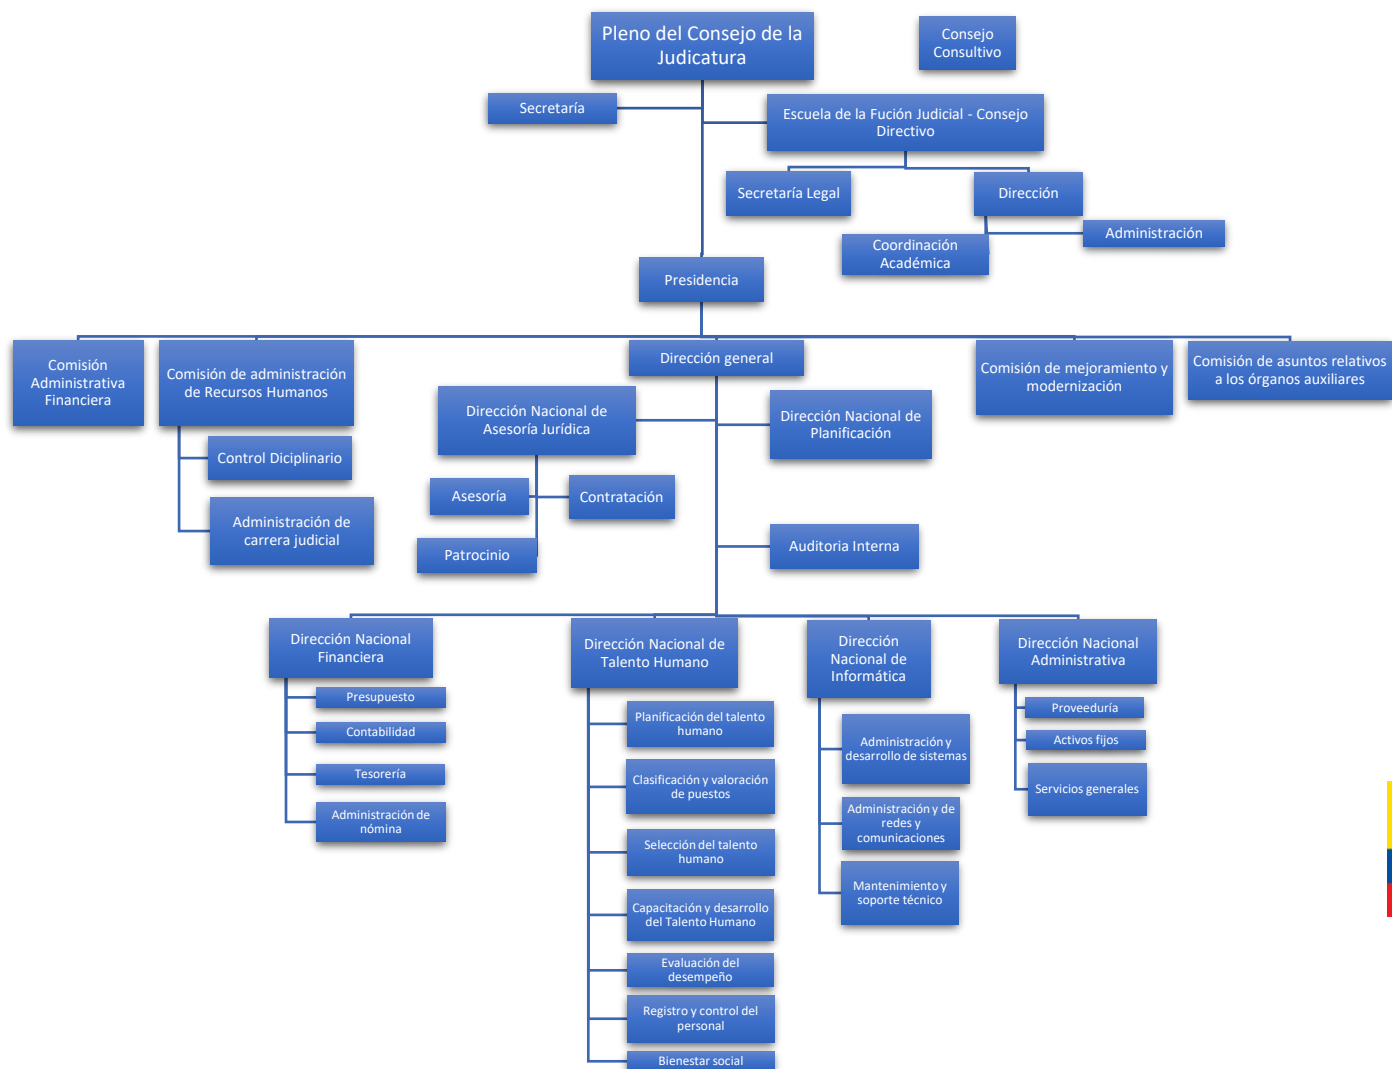 Pleno del Consejo de la
Judicatura
Consejo
Consultivo
Secretaría
Escuela de la Fución Judicial - Consejo
Directivo
Secretaría Legal
Dirección
Coordinación
Académica
Administración
Presidencia
Comisión
Administrativa
Financiera
Comisión de administración
de Recursos Humanos
Dirección general
Comisión de mejoramiento y
modernización
Comisión de asuntos relativos
a los órganos auxiliares
Control Diciplinario
Administración de
carrera judicial
Dirección Nacional de
Asesoría Jurídica
Dirección Nacional de
Planificación
Asesoría
Contratación
Patrocinio
Auditoria Interna
Dirección Nacional
Financiera
Presupuesto
Contabilidad
Tesorería
Administración de
nómina
Dirección Nacional de
Talento Humano
Planificación del talento
humano
Clasificación y valoración
de puestos
Selección del talento
humano
Capacitación y desarrollo
del Talento Humano
Evaluación del
desempeño
Registro y control del
personal
Bienestar social
Dirección
Nacional de
Informática
Administración y
desarrollo de sistemas
Administración y de
redes y
comunicaciones
Mantenimiento y
soporte técnico
Dirección Nacional
Administrativa
Proveeduría
Activos fijos
Servicios generales